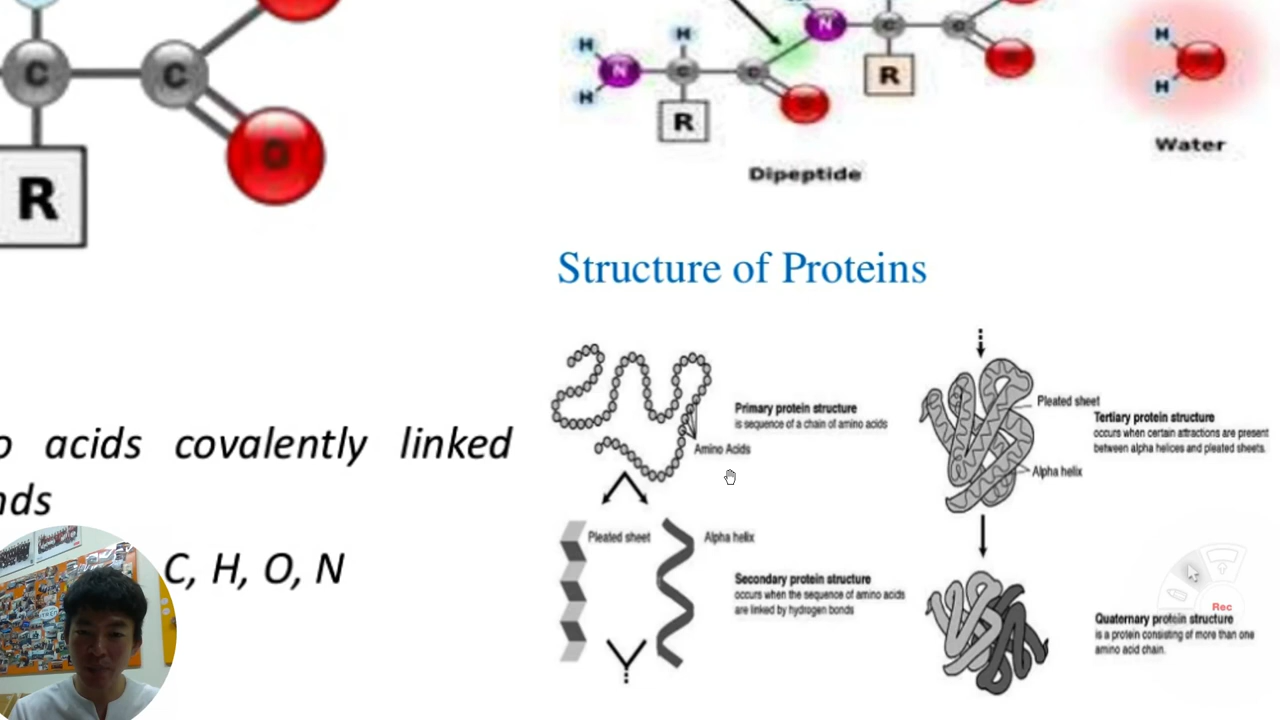 C
C
O
R
o acids covalently linked
nds
C, H, O, N
N
H
H
H
N
C
C
R
R
H
H
Dipeptide
Water
Structure of Proteins
Primary protein structure
is sequence of a chain of amino acids
Amino Acids
Pleated sheet
Alpha helix
Secondary protein structure
occurs when the sequence of amino acids
are linked by hydrogen bonds
Pleated sheet
Alpha helix
Tertiary protein structure
occurs when certain attractions are present
between alpha helices and pleated sheets.
Quaternary protein structure
is a protein consisting of more than one
amino acid chain.
Rec